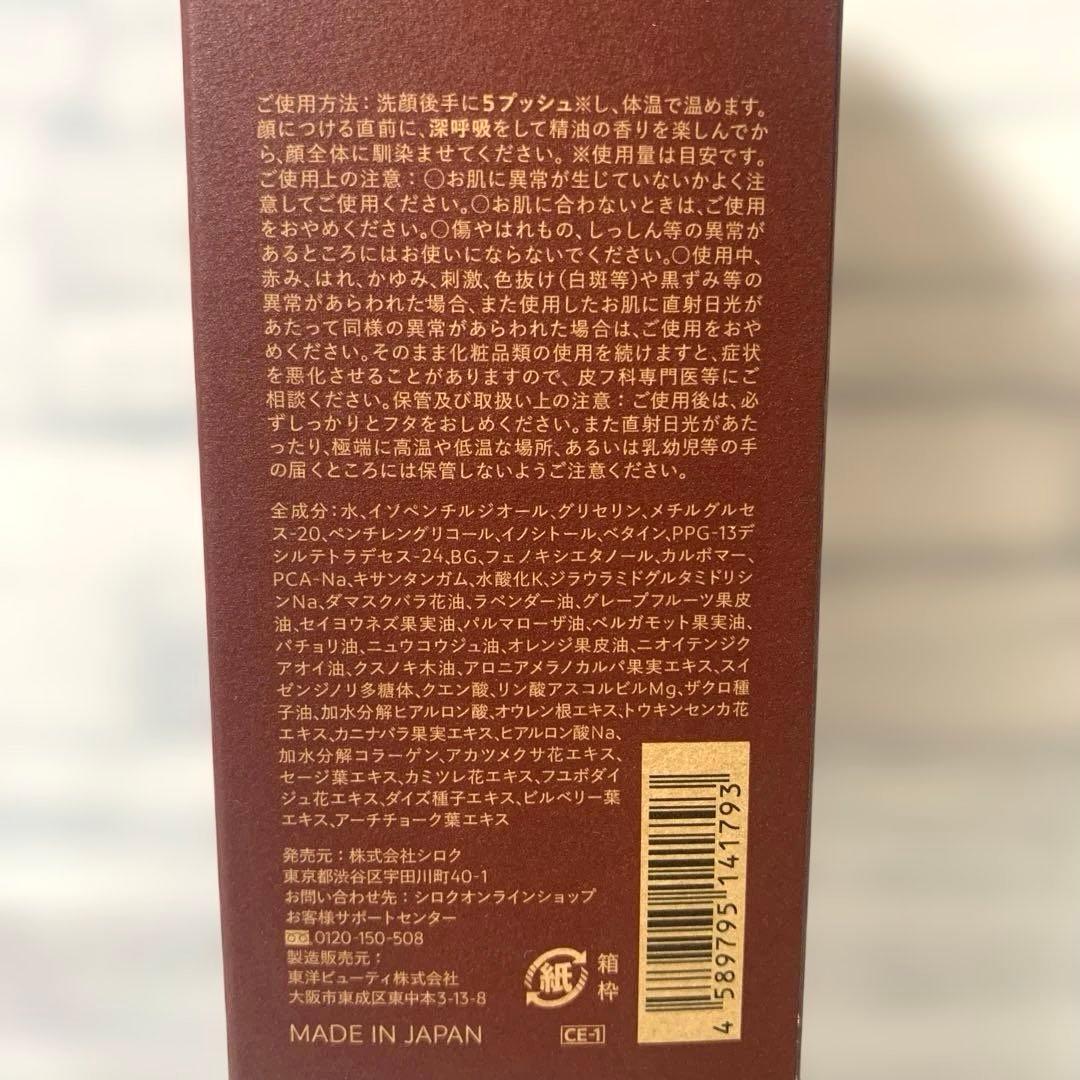 ご使用方法：洗顔後手に5プッシュ※し、体温で温めます。
顔につける直前に、深呼吸をして精油の香りを楽しんでか
ら、顔全体に馴染ませてください。※使用量は目安です。
ご使用上の注意：○お肌に異常が生じていないかよく注
意してご使用ください。○お肌に合わないときは、ご使用
をおやめください。○傷やはれもの、しっしん等の異常が
あるところにはお使いにならないでください。○使用中、
赤み、はれ、かゆみ、刺激、色抜け(白斑等)や黒ずみ等の
異常があらわれた場合、また使用したお肌に直射日光が
あたって同様の異常があらわれた場合は、ご使用をおや
めください。そのまま化粧品類の使用を続けますと、症状
を悪化させることがありますので、皮フ科専門医等にご
相談ください。保管及び取扱い上の注意：ご使用後は、必
ずしっかりとフタをおしめください。また直射日光があた
ったり、極端に高温や低温な場所、あるいは乳幼児等の手
の届くところには保管しないようご注意ください。
全成分：水、イソペンチルジオール、グリセリン、メチルグルセ
ス-20、ペンチレングリコール、イノシトール、ベタイン、PPG-13デ
シルテトラデセス-24、BG、フェノキシエタノール、カルボマー、
PCA-Na、キサンタンガム、水酸化K、ジラウラミドグルタミドリシ
ンNa、ダマスクバラ花油、ラベンダー油、グレープフルーツ果皮
油、セイヨウネズ果実油、パルマローザ油、ベルガモット果実油、
パチョリ油、ニュウコウジュ油、オレンジ果皮油、ニオイテンジク
アオイ油、クスノキ木油、アロニアメラノカルパ果実エキス、スイ
ゼンジノリ多糖体、クエン酸、リン酸アスコルビルMg、ザクロ種
子油、加水分解ヒアルロン酸、オウレン根エキス、トウキンセンカ花
エキス、カニナバラ果実エキス、ヒアルロン酸Na、
加水分解コラーゲン、アカツメクサ花エキス、
セージ葉エキス、カミツレ花エキス、フユボダイ
ジュ花エキス、ダイズ種子エキス、ビルベリー葉
エキス、アーチチョーク葉エキス
発売元：株式会社シロク
東京都渋谷区宇田川町40-1
お問い合わせ先：シロクオンラインショップ
お客様サポートセンター
0120-150-508
製造販売元：
東洋ビューティ株式会社
大阪市東成区東中本3-13-8
MADE IN JAPAN
紙
箱
枠
CE-1
4 589795 141793